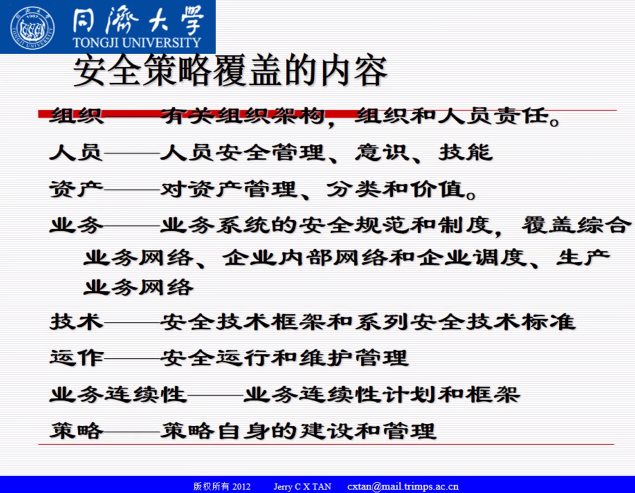 同濟大学
TONGJI UNIVERSITY
安全策略覆盖的内容
组织——有关组织架构，组织和人员责任。
人员——人员安全管理、意识、技能
资产——对资产管理、分类和价值。
业务——业务系统的安全规范和制度，覆盖综合
业务网络、企业内部网络和企业调度、生产
业务网络
技术——安全技术框架和系列安全技术标准
运作——安全运行和维护管理
业务连续性——业务连续性计划和框架
策略——策略自身的建设和管理
版权所有 2012 Jerry C X TAN cxtan@mail.trimps.ac.cn